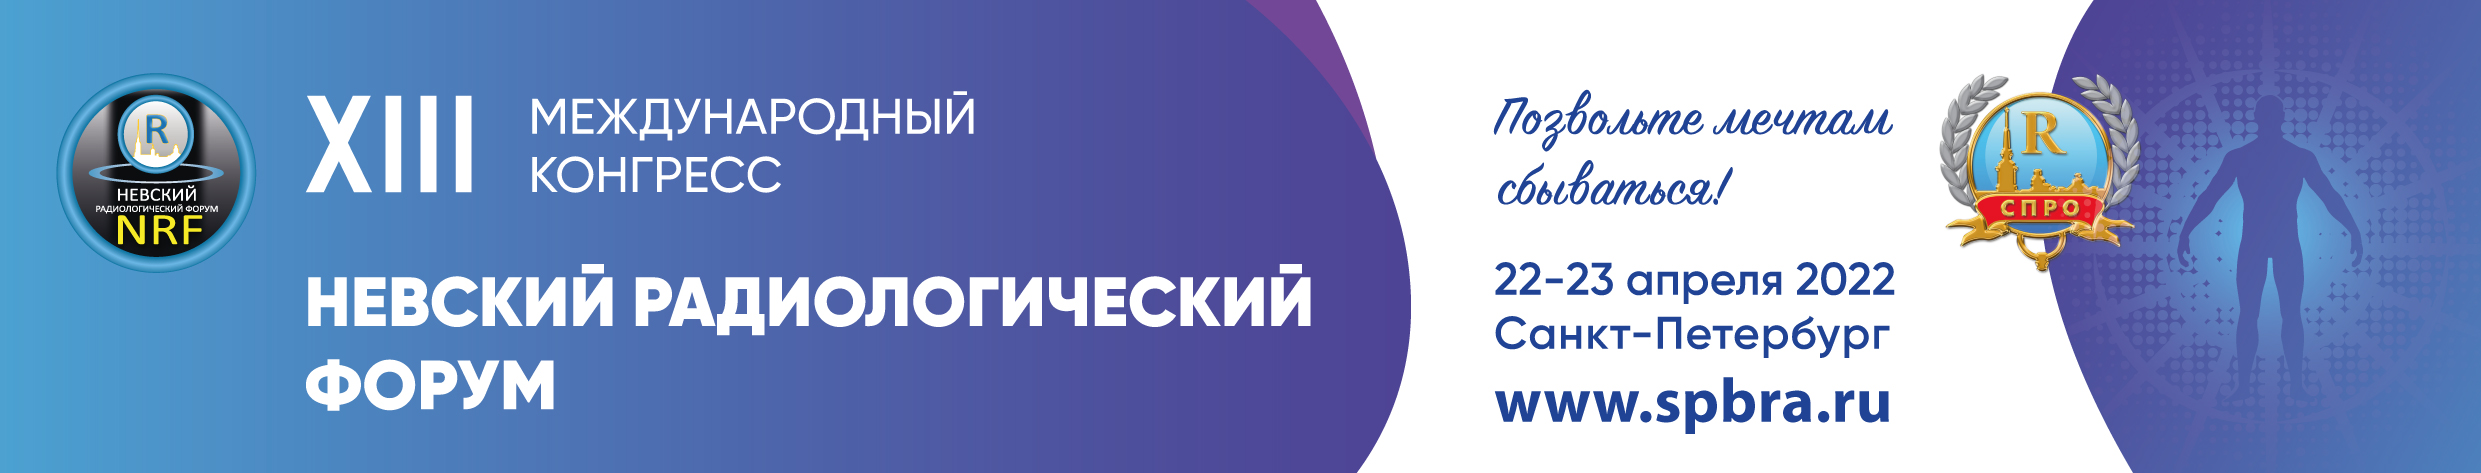 R
НЕВСКИЙ
РАДИОЛОГИЧЕСКИЙ ФОРУМ
NRF
XIII
МЕЖДУНАРОДНЫЙ
КОНГРЕСС
НЕВСКИЙ РАДИОЛОГИЧЕСКИЙ
ФОРУМ
Позвольте мечтам
сбываться!
22-23 апреля 2022
Санкт-Петербург
www.spbra.ru
R
СПРО